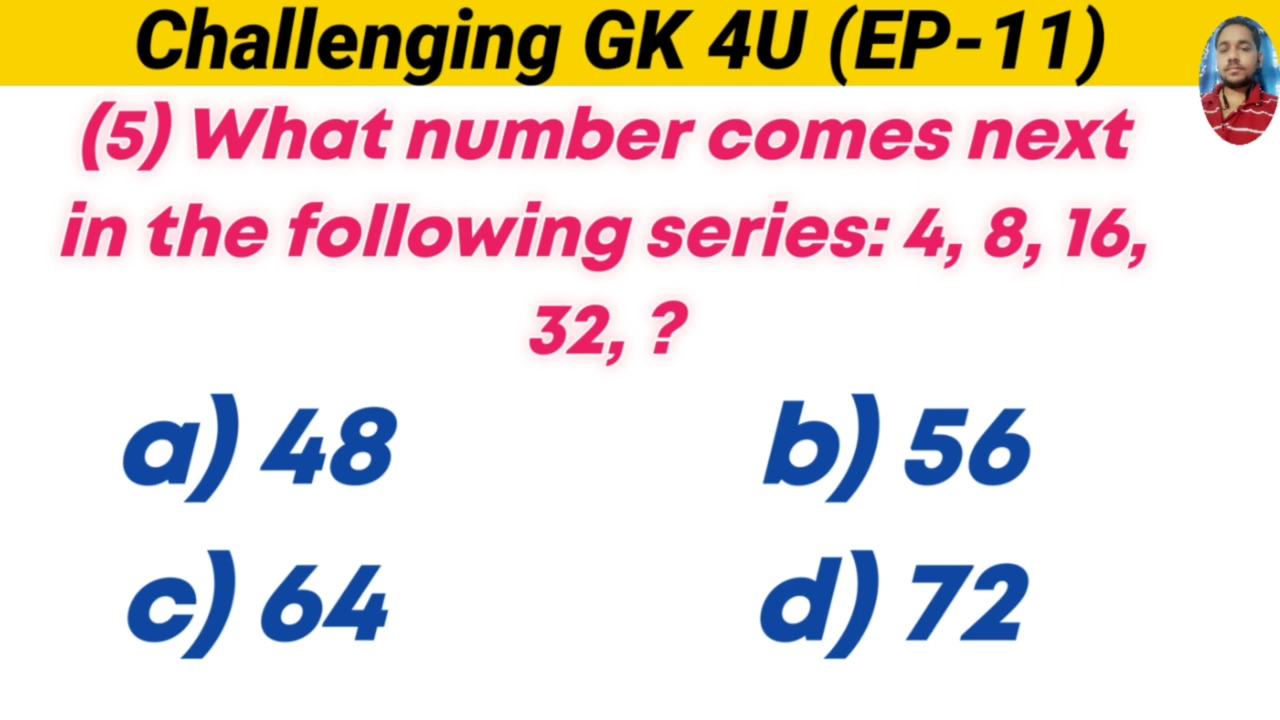 Challenging GK 4U (EP-11)
(5) What number comes next
in the following series: 4, 8, 16,
32, ?
a) 48
b) 56
c) 64
d) 72